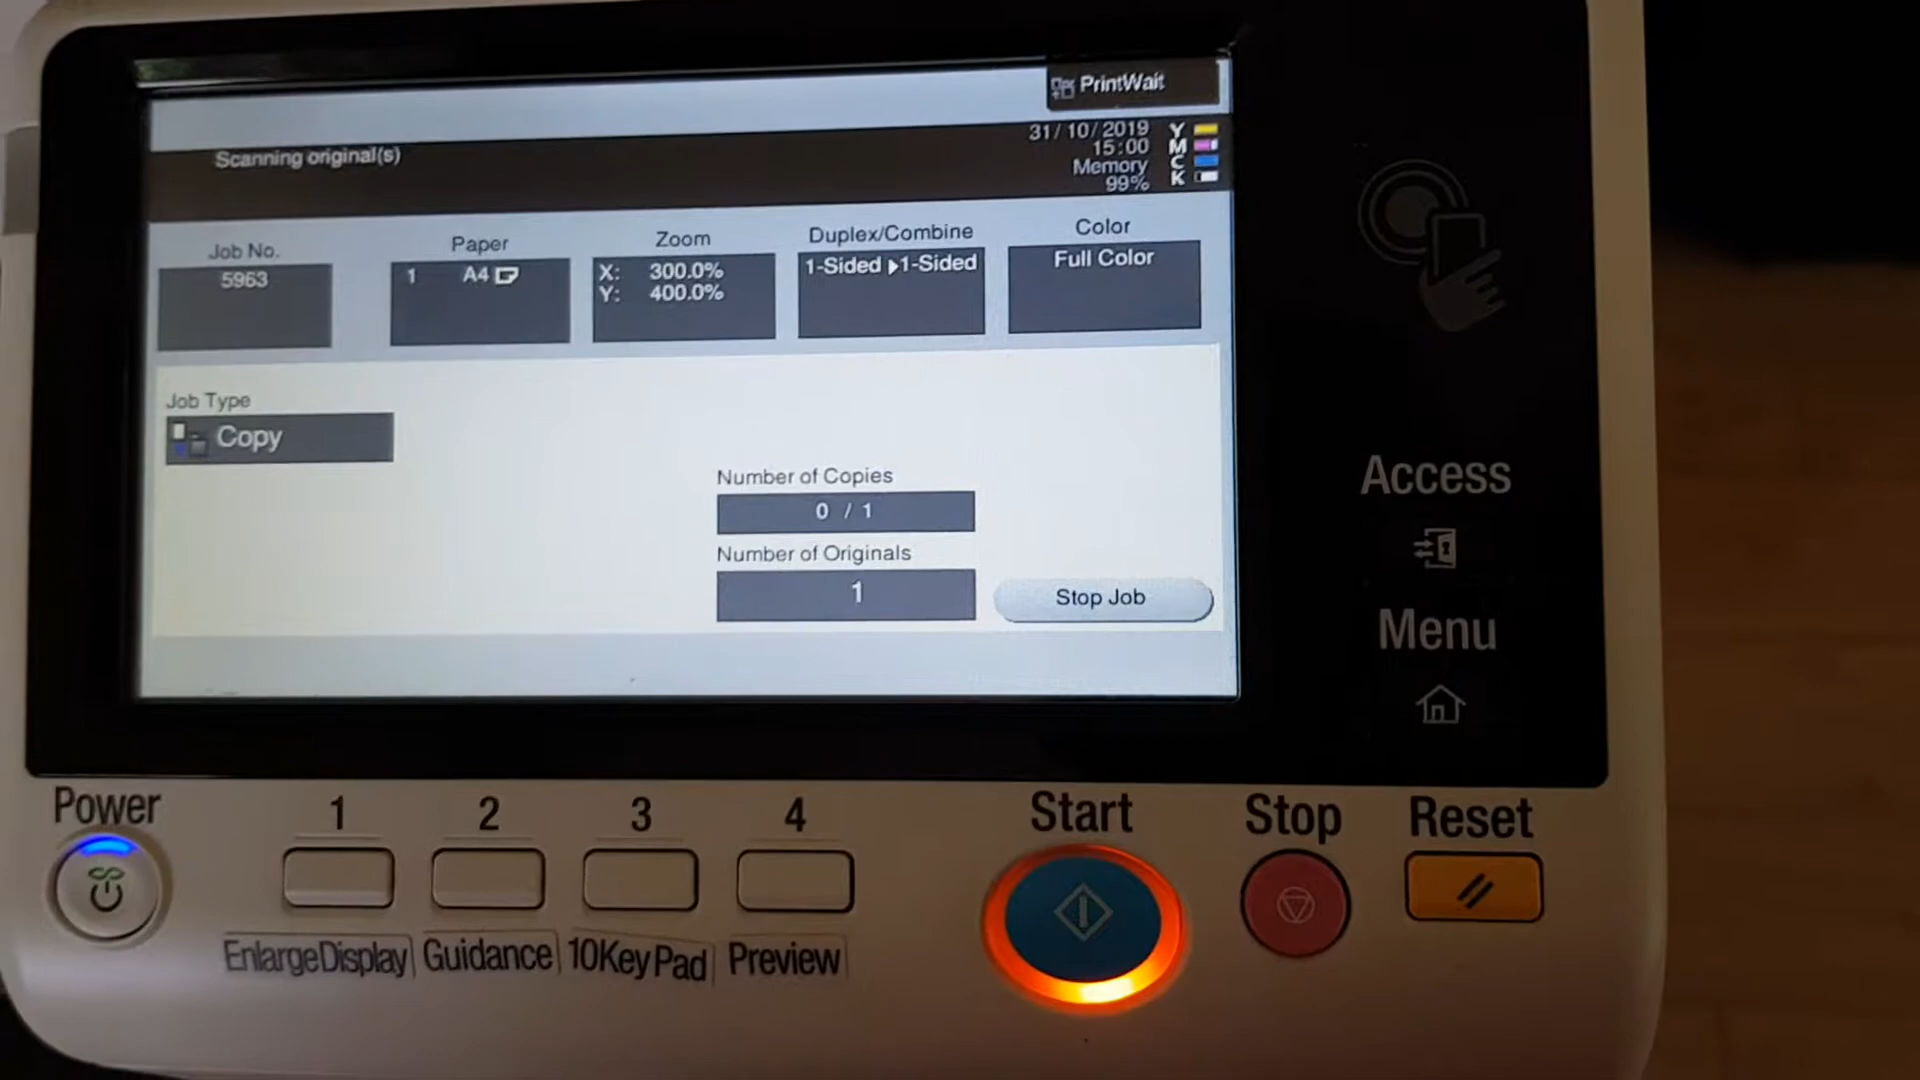 PrintWait
Scanning original(s)
31/10/2019
15:00
Memory
99%
Y
M
C
K
Job No.
5963
Paper
1 A4
Zoom
X: 300.0%
Y: 400.0%
Duplex/Combine
1-Sided ▶1-Sided
Color
Full Color
Job Type
Copy
Number of Copies
0 / 1
Number of Originals
1
Stop Job
Access
Menu
Power
1 2 3 4
Start
Stop
Reset
EnlargeDisplay Guidance 10KeyPad Preview